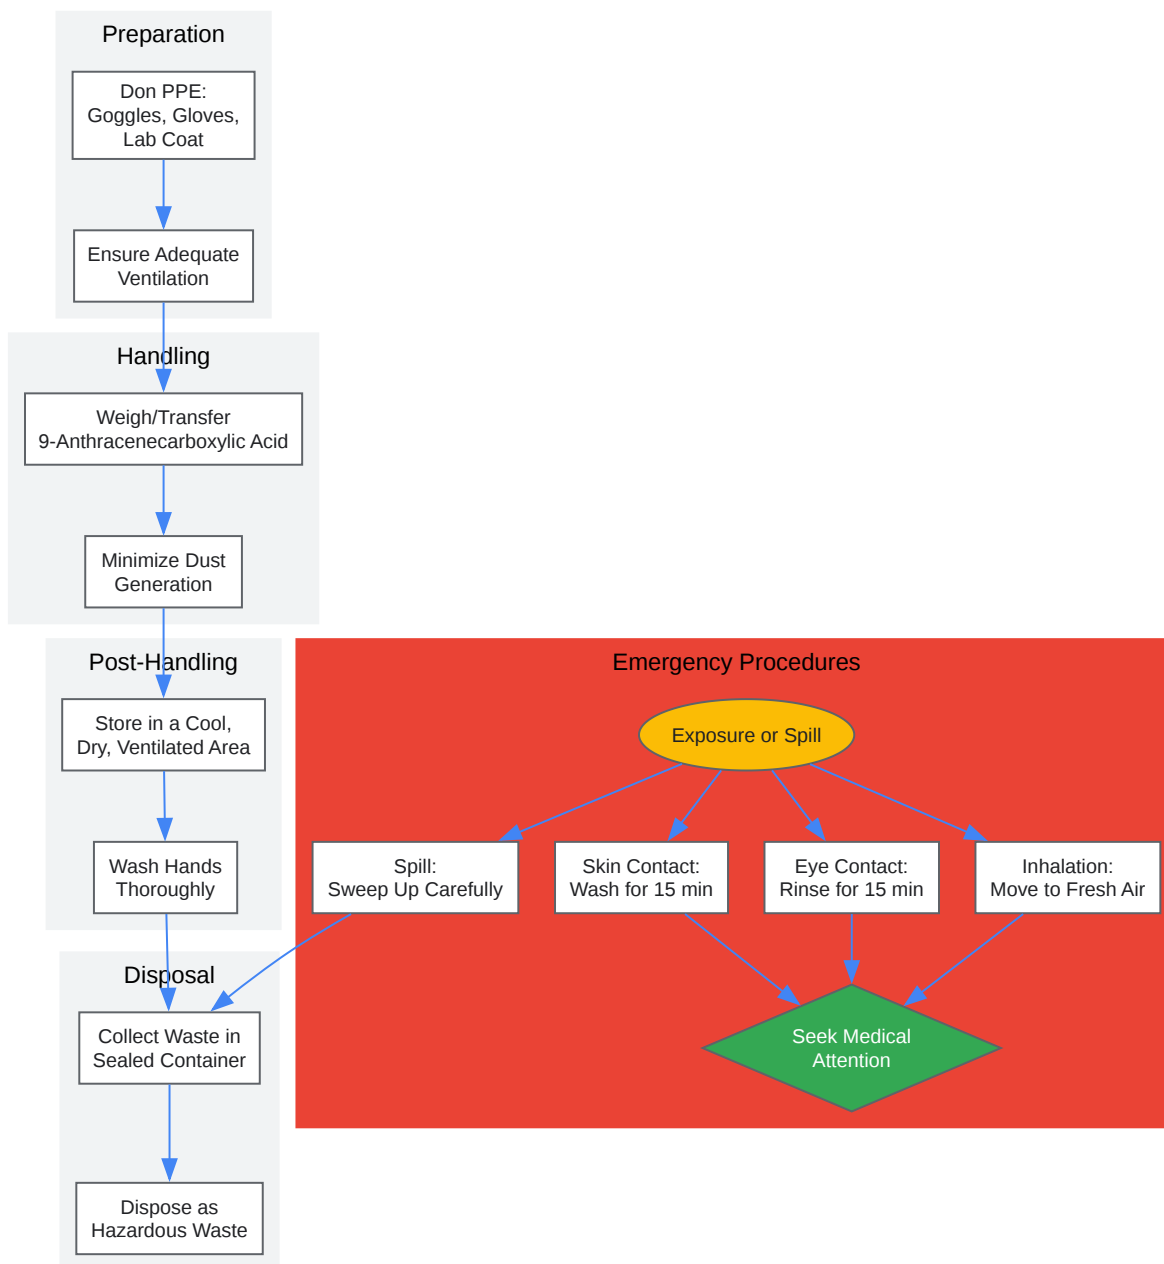 Preparation
Don PPE:
Goggles, Gloves,
Lab Coat
Ensure Adequate
Ventilation
Handling
Weigh/Transfer
9-Anthracenecarboxylic Acid
Minimize Dust
Generation
Post-Handling
Store in a Cool,
Dry, Ventilated Area
Wash Hands
Thoroughly
Disposal
Collect Waste in
Sealed Container
Dispose as
Hazardous Waste
Emergency Procedures
Exposure or Spill
Spill:
Sweep Up Carefully
Skin Contact:
Wash for 15 min
Eye Contact:
Rinse for 15 min
Inhalation:
Move to Fresh Air
Seek Medical
Attention